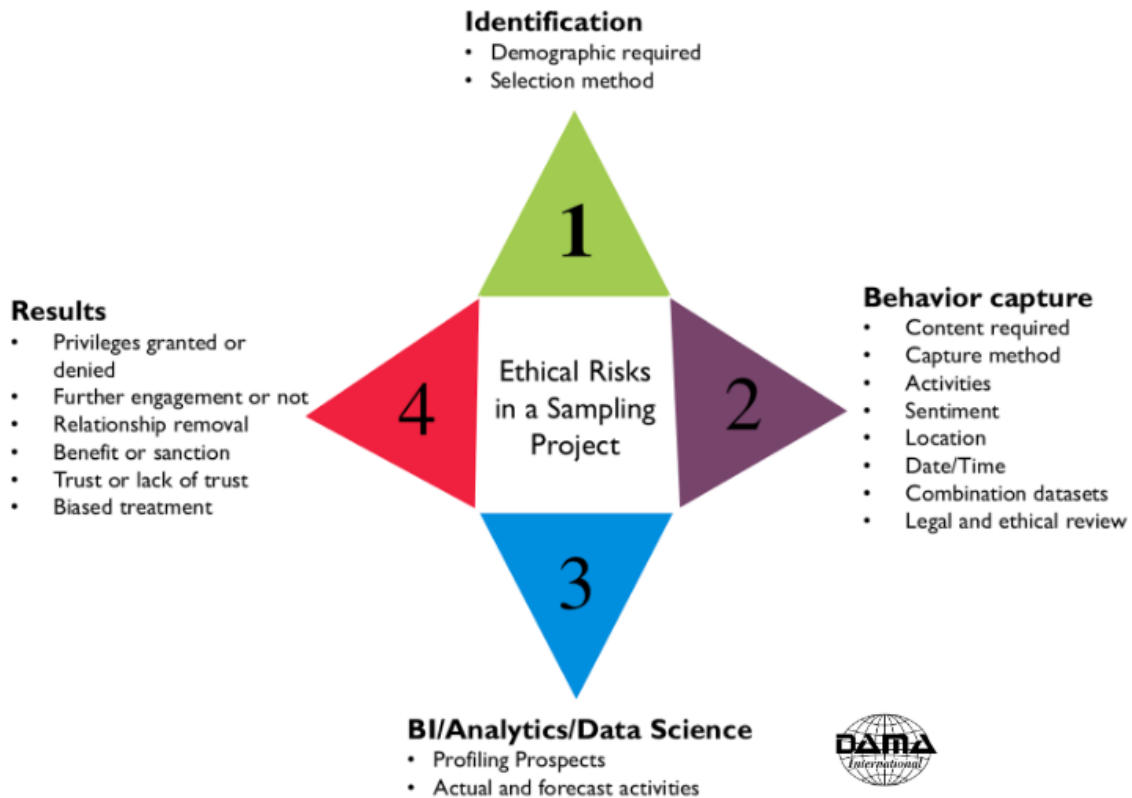 Identification
• Demographic required
• Selection method
1
Behavior capture
• Content required
• Capture method
• Activities
• Sentiment
• Location
• Date/Time
• Combination datasets
• Legal and ethical review
2
Ethical Risks
in a Sampling
Project
Results
• Privileges granted or
denied
• Further engagement or not
• Relationship removal
• Benefit or sanction
• Trust or lack of trust
• Biased treatment
4
3
BI/Analytics/Data Science
• Profiling Prospects
• Actual and forecast activities
DAMA
International